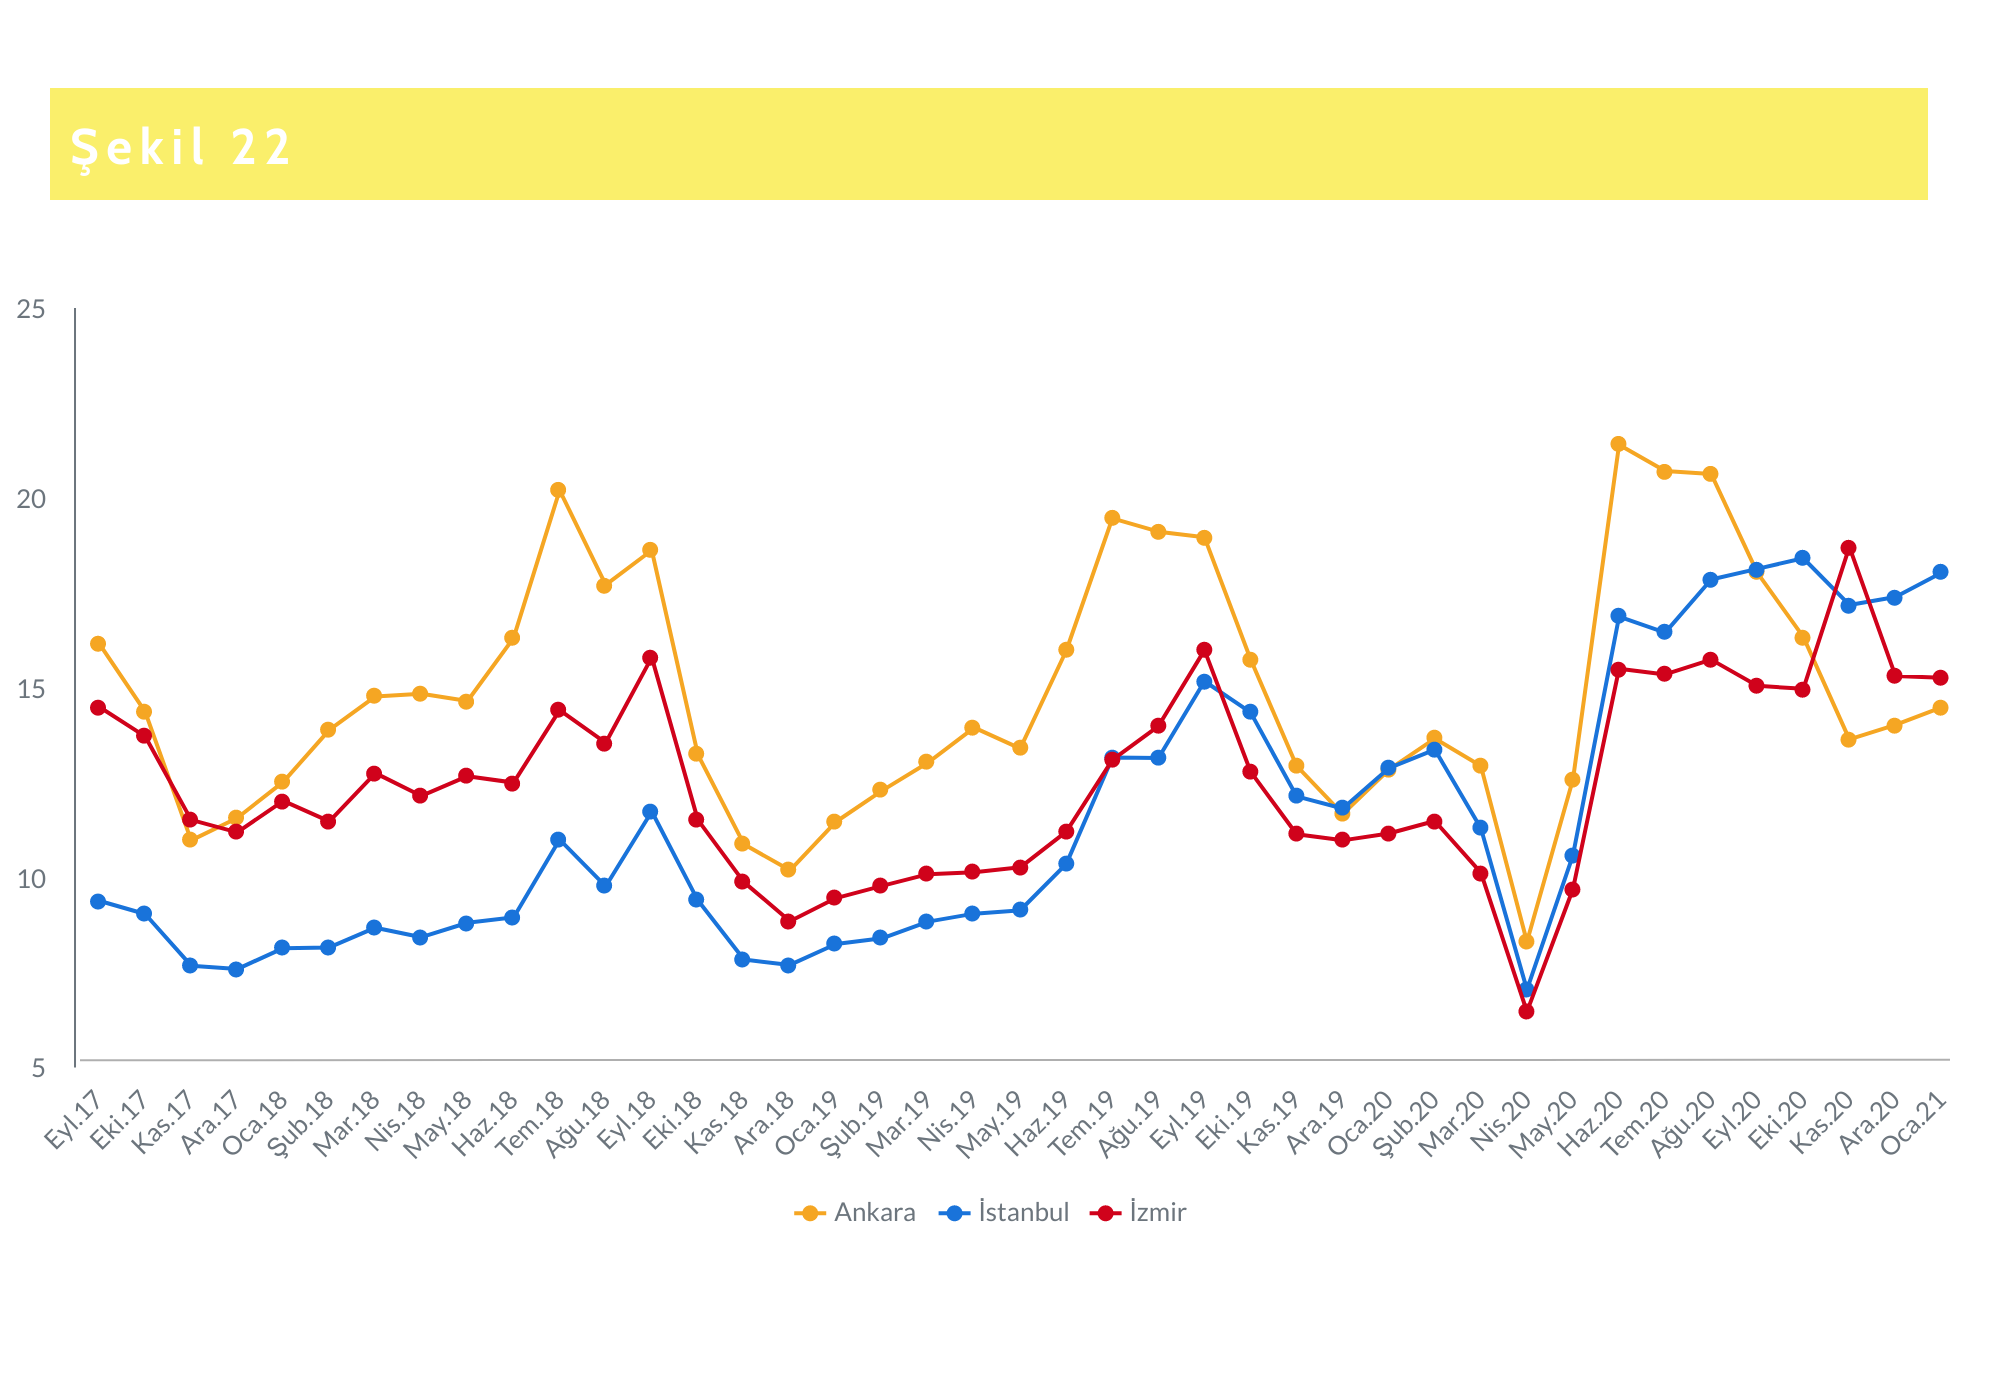 Şekil 22
25
20
15
10
5
Eyl.17 Eki.17 Kas.17 Ara.17 Oca.18 Şub.18 Mar.18 Nis.18 May.18 Haz.18 Tem.18 Ağu.18 Eyl.18 Eki.18 Kas.18 Ara.18 Oca.19 Şub.19 Mar.19 Nis.19 May.19 Haz.19 Tem.19 Ağu.19 Eyl.19 Eki.19 Kas.19 Ara.19 Oca.20 Şub.20 Mar.20 Nis.20 May.20 Haz.20 Tem.20 Ağu.20 Eyl.20 Eki.20 Kas.20 Ara.20 Oca.21
Ankara İstanbul İzmir